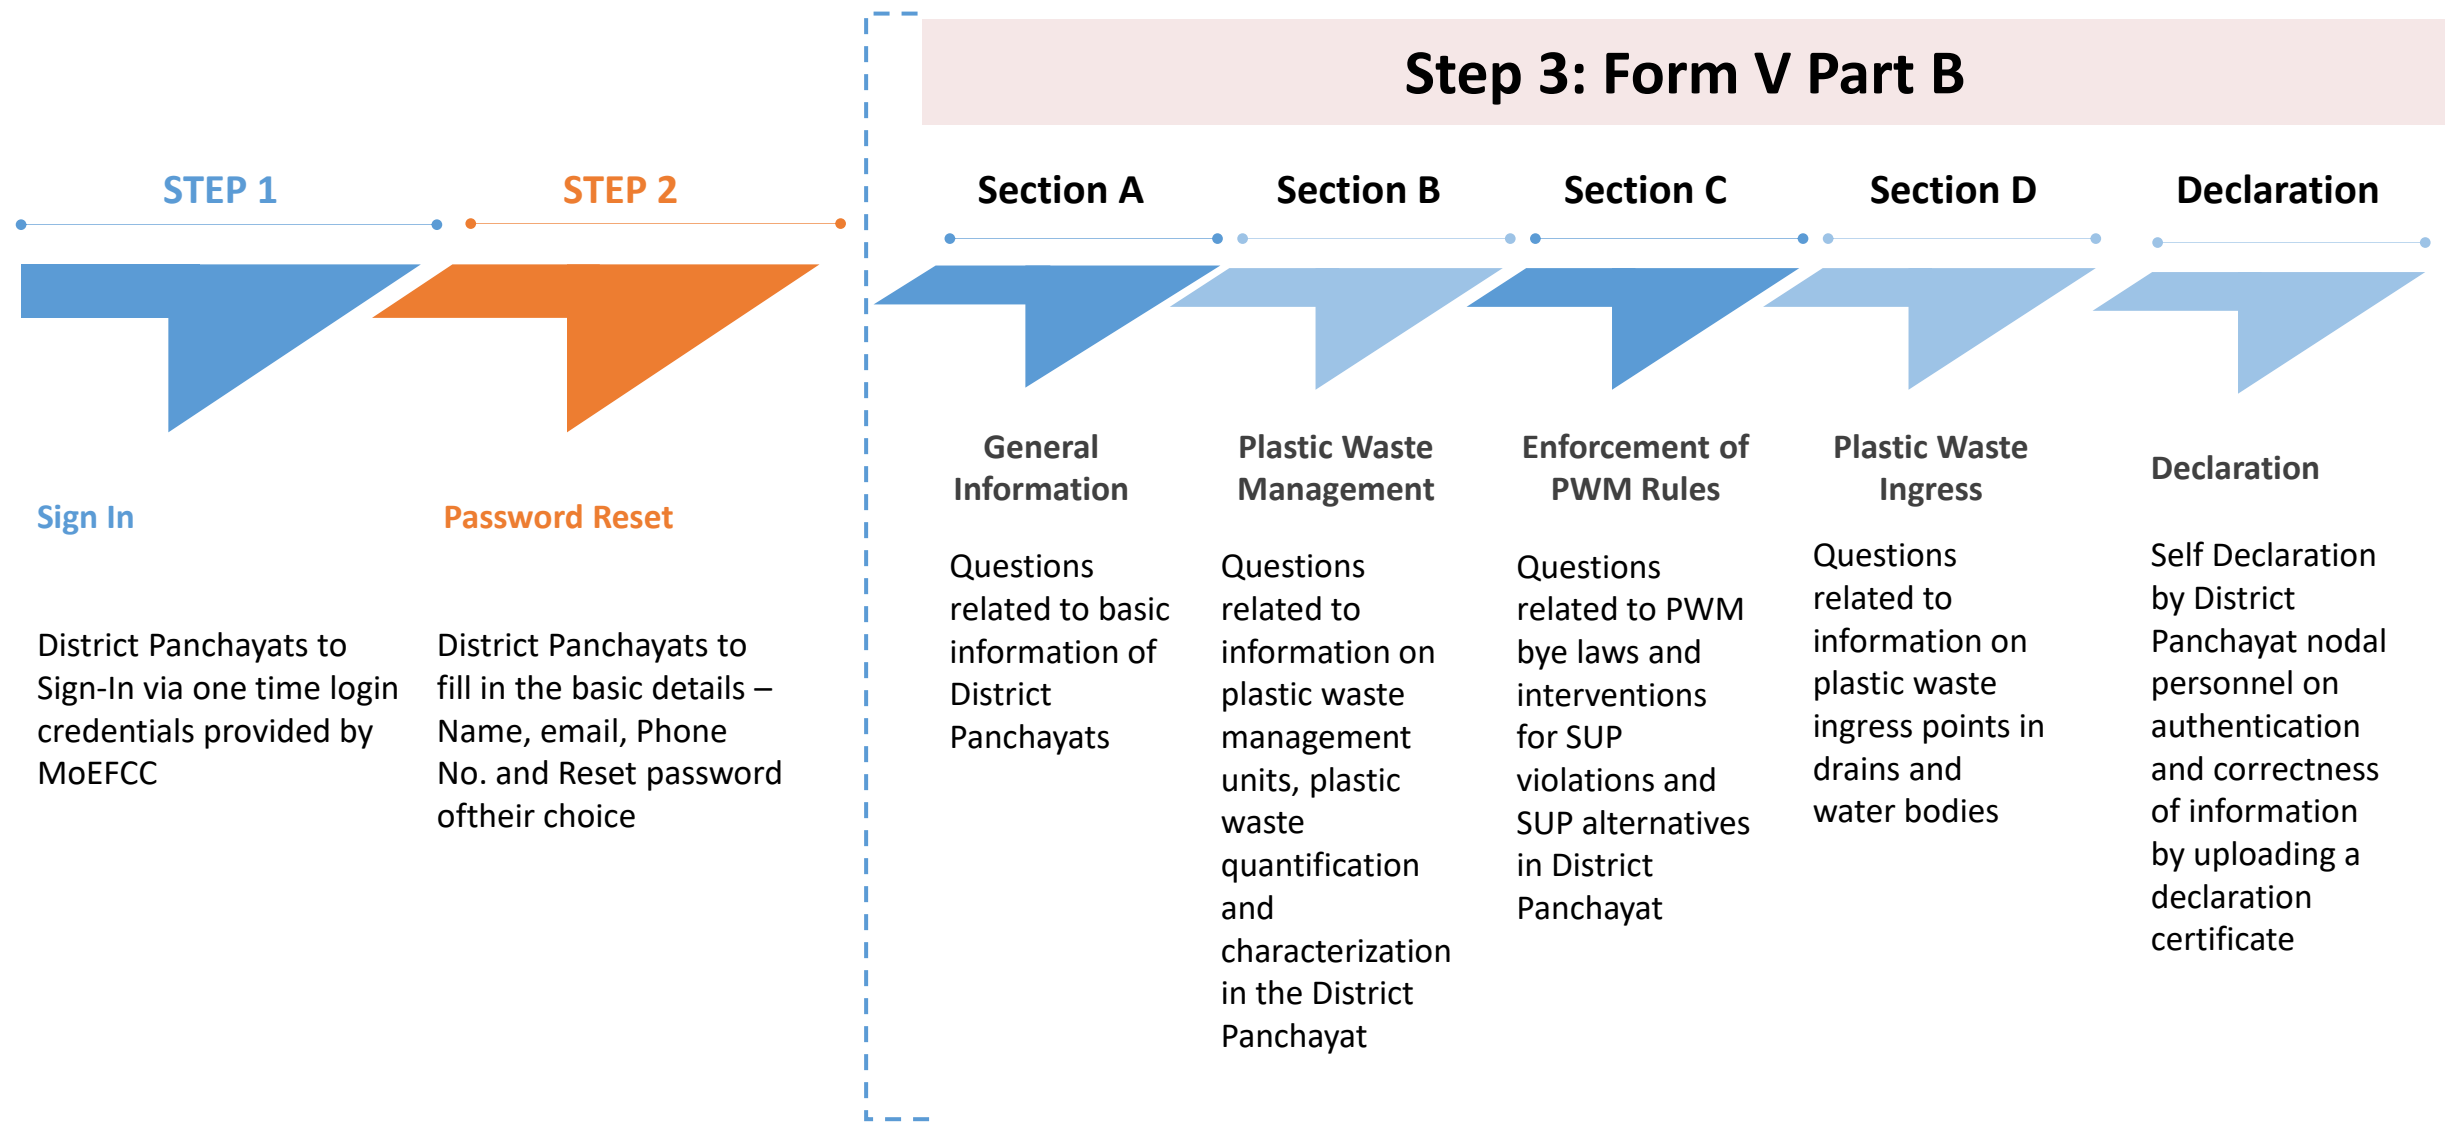 Step 3: Form V Part B
STEP 1
Sign In
District Panchayats to
Sign-In via one time login
credentials provided by
MoEFCC
STEP 2
Password Reset
District Panchayats to
fill in the basic details –
Name, email, Phone
No. and Reset password
oftheir choice
Section A
General
Information
Questions
related to basic
information of
District
Panchayats
Section B
Plastic Waste
Management
Questions
related to
information on
plastic waste
management
units, plastic
waste
quantification
and
characterization
in the District
Panchayat
Section C
Enforcement of
PWM Rules
Questions
related to PWM
bye laws and
interventions
for SUP
violations and
SUP alternatives
in District
Panchayat
Section D
Plastic Waste
Ingress
Questions
related to
information on
plastic waste
ingress points in
drains and
water bodies
Declaration
Declaration
Self Declaration
by District
Panchayat nodal
personnel on
authentication
and correctness
of information
by uploading a
declaration
certificate